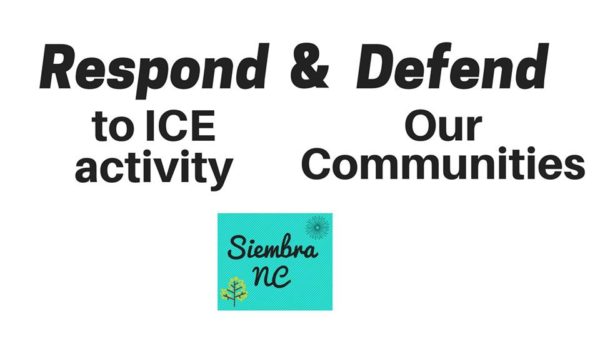 Respond & Defend
to ICE
activity
Our
Communities
Siembra
NC